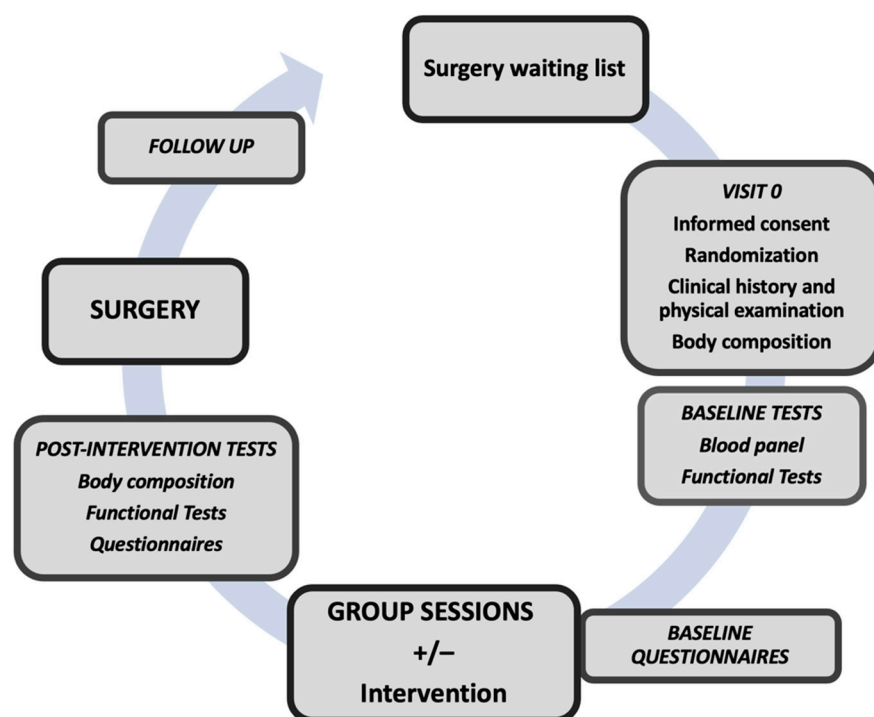 Surgery waiting list
VISIT 0
Informed consent
Randomization
Clinical history and
physical examination
Body composition
BASELINE TESTS
Blood panel
Functional Tests
BASELINE
QUESTIONNAIRES
GROUP SESSIONS
+/–
Intervention
POST-INTERVENTION TESTS
Body composition
Functional Tests
Questionnaires
SURGERY
FOLLOW UP